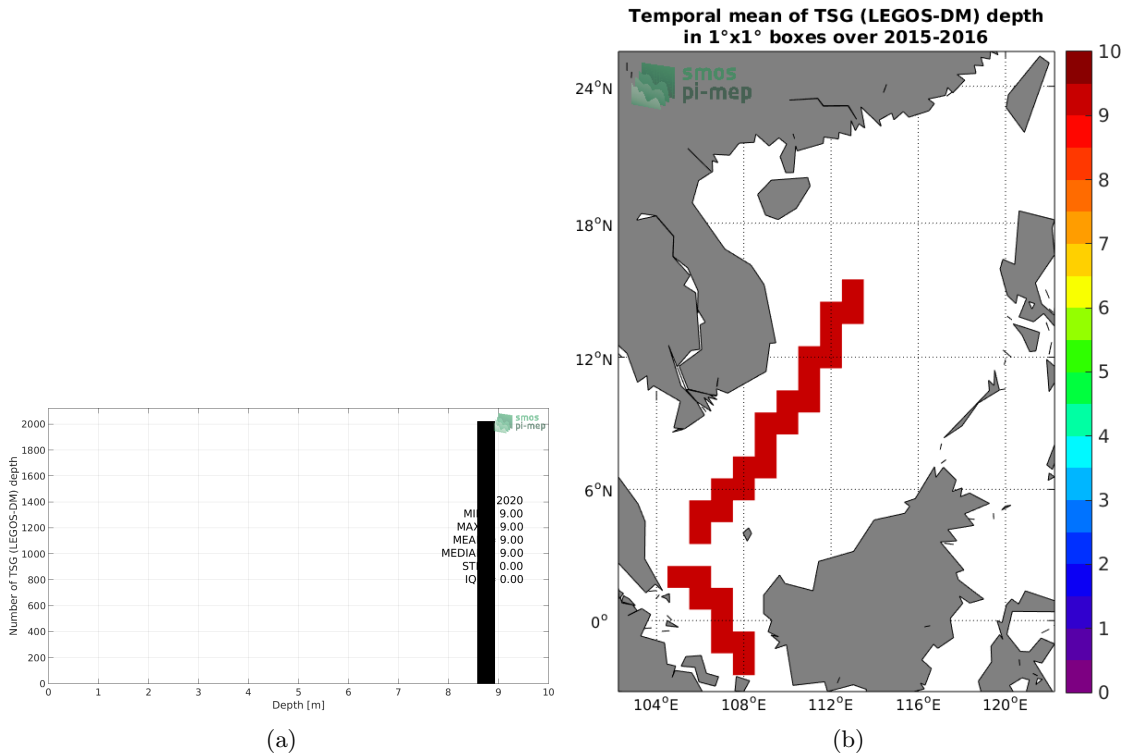 2000
1800
1600
1400
1200
1000
800
600
400
200
0
Number of TSG (LEGOS-DM) depth
smos
pi-mep
2020
9.00
9.00
9.00
9.00
0.00
0.00
0 1 2 3 4 5 6 7 8 9 10
Depth [m]
(a)
Temporal mean of TSG (LEGOS-DM) depth
in 1°x1° boxes over 2015-2016
smos
pi-mep
24°N
18°N
12°N
6°N
0°
104°E 108°E 112°E 116°E 120°E
10
9
8
7
6
5
4
3
2
1
0
(b)